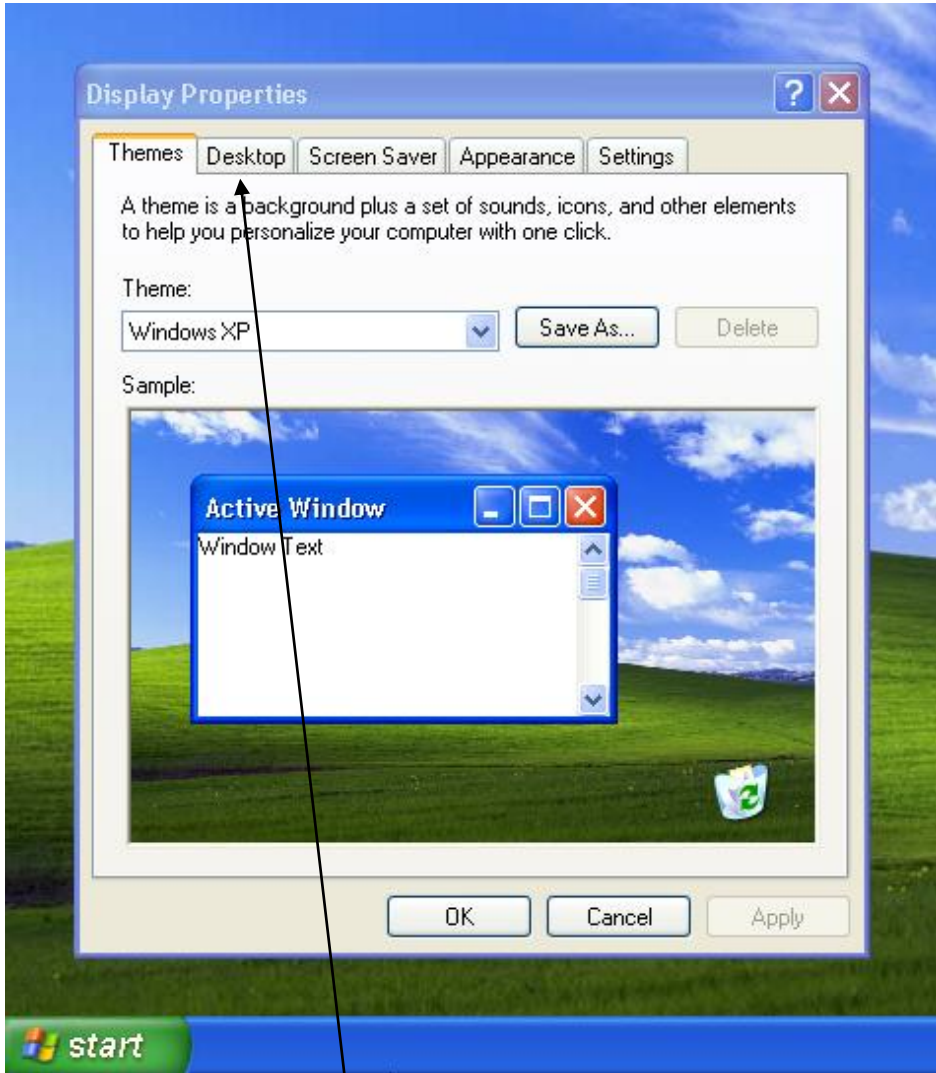 Display Properties
Themes Desktop Screen Saver Appearance Settings
A theme is a background plus a set of sounds, icons, and other elements
to help you personalize your computer with one click.
Theme:
Windows XP Save As... Delete
Sample:
Active Window
Window Text
OK Cancel Apply
start